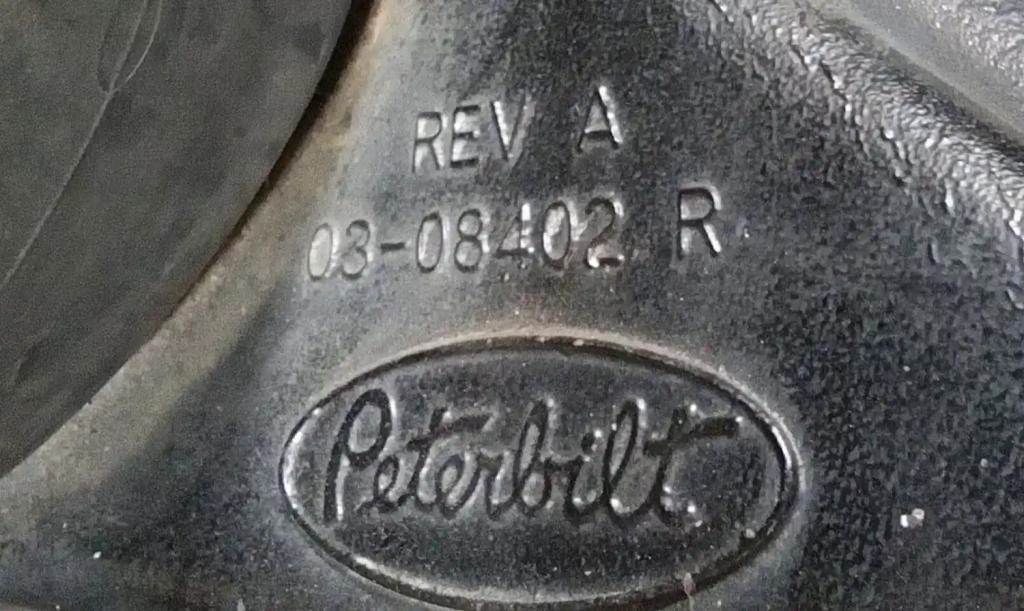 REV A
03-08402 R
Peterbilt